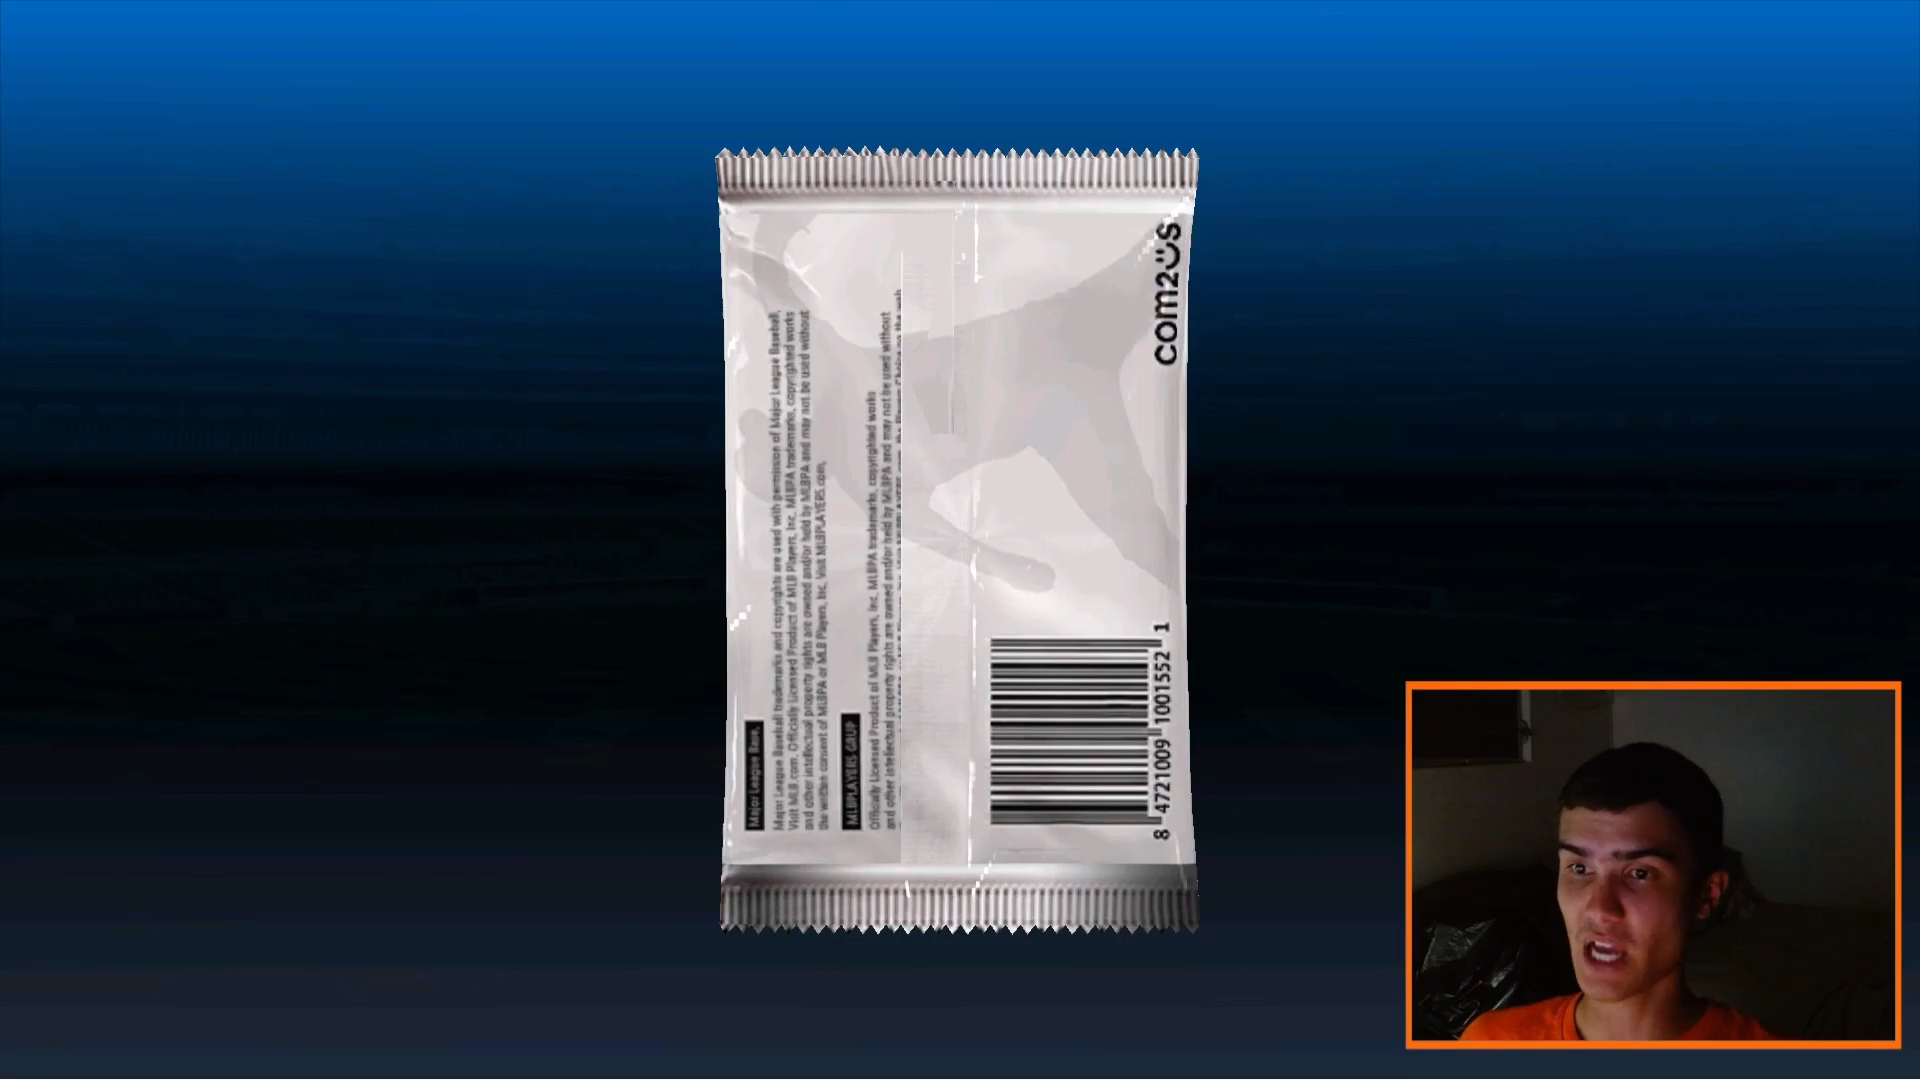 com2us
Major League Base.
Major League Baseball trademarks and copyrights are used with permission of Major League Baseball.
Visit MLB.com. Officially Licensed Product of MLB Players, Inc. MLBPA trademarks, copyrighted works
and other intellectual property rights are owned and/or held by MLBPA and may not be used without
the written consent of MLBPA or MLB Players, Inc. Visit MLBPLAYERS.com,
MLBPLAYERS GRUP
Officially Licensed Product of MLB Players, Inc. MLBPA trademarks, copyrighted works
and other intellectual property rights are owned and/or held by MLBPA and may not be used without
8 4721009 1001552 1